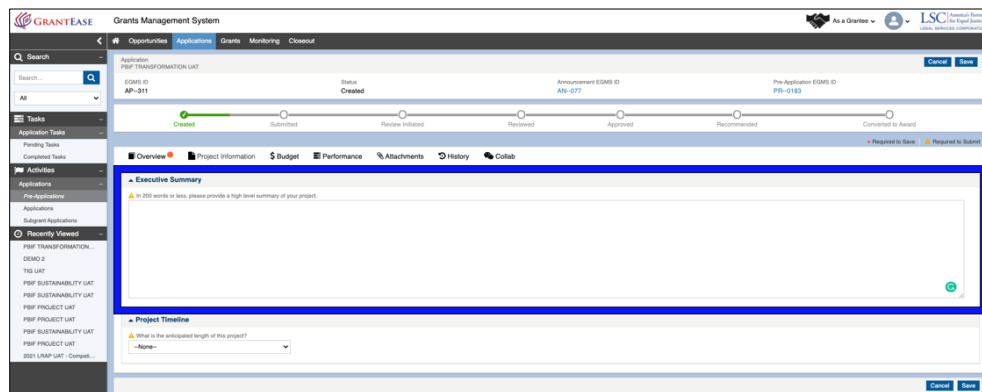 GRANTEASE
Grants Management System
As a Grantee
LSC America's Partner for Equal Justice
LEGAL SERVICES CORPORATION
Opportunities Applications Grants Monitoring Closeout
Search
Search...
All
Tasks
Application Tasks
Pending Tasks
Completed Tasks
Activities
Applications
Pre-Applications
Applications
Subgrant Applications
Recently Viewed
PBIF TRANSFORMATION...
DEMO 2
TIG UAT
PBIF SUSTAINABILITY UAT
PBIF SUSTAINABILITY UAT
PBIF PROJECT UAT
PBIF PROJECT UAT
PBIF SUSTAINABILITY UAT
PBIF PROJECT UAT
2021 LRAP UAT - Competi...
Application
PBIF TRANSFORMATION UAT
Cancel Save
EGMS ID Status Announcement EGMS ID Pre-Application EGMS ID
AP--311 Created AN--077 PR--0183
Created Submitted Review Initiated Reviewed Approved Recommended Converted to Award
Required to Save Required to Submit
Overview Project Information $ Budget Performance Attachments History Collab
Executive Summary
In 200 words or less, please provide a high level summary of your project.
Project Timeline
What is the anticipated length of this project?
--None--
Cancel Save